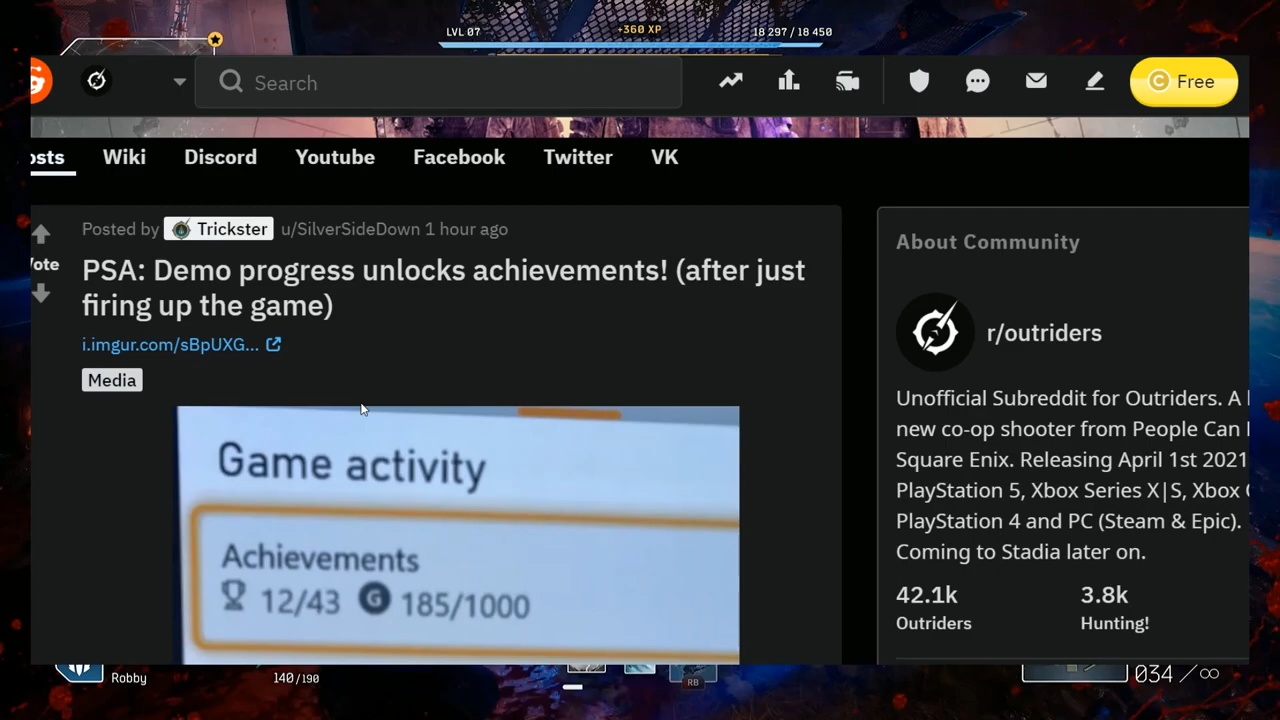 LVL 07
+360 XP
18 297 / 18 450
Search
Free
osts
Wiki
Discord
Youtube
Facebook
Twitter
VK
Posted by Trickster u/SilverSideDown 1 hour ago
Vote
PSA: Demo progress unlocks achievements! (after just
firing up the game)
i.imgur.com/sBpUXG...
Media
Game activity
Achievements
12/43 G 185/1000
About Community
r/outriders
Unofficial Subreddit for Outriders. A
new co-op shooter from People Can
Square Enix. Releasing April 1st 2021
PlayStation 5, Xbox Series X|S, Xbox
PlayStation 4 and PC (Steam & Epic).
Coming to Stadia later on.
42.1k
Outriders
3.8k
Hunting!
Robby
140/190
RB
034 / ∞